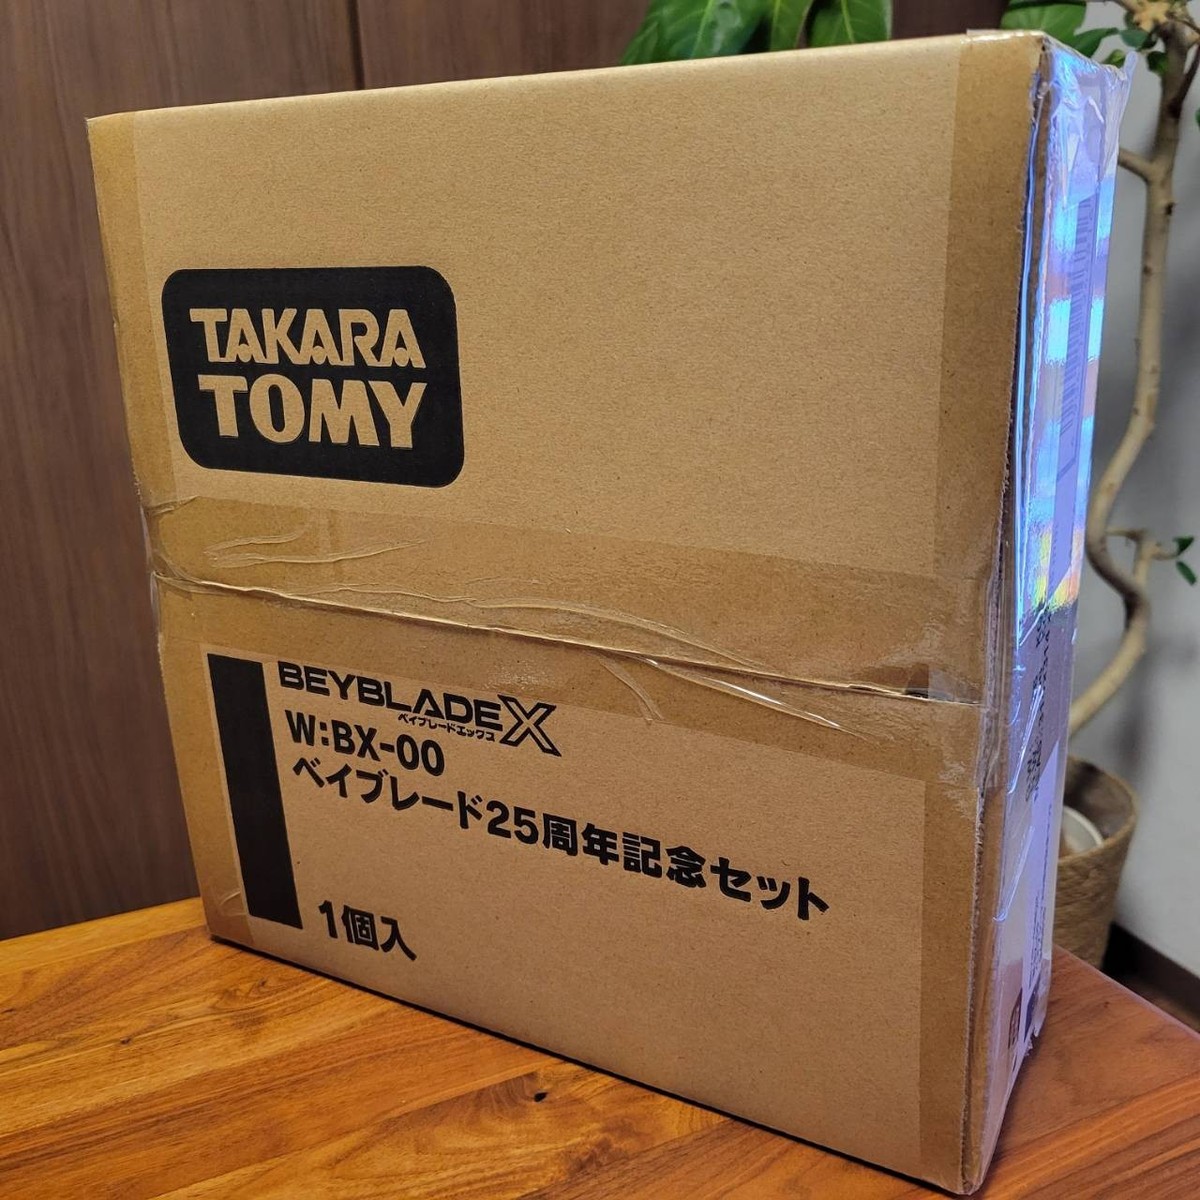 TAKARA
TOMY
BEYBLADE X
ベイブレードエックス
W:BX-00
ベイブレード25周年記念セット
1個入